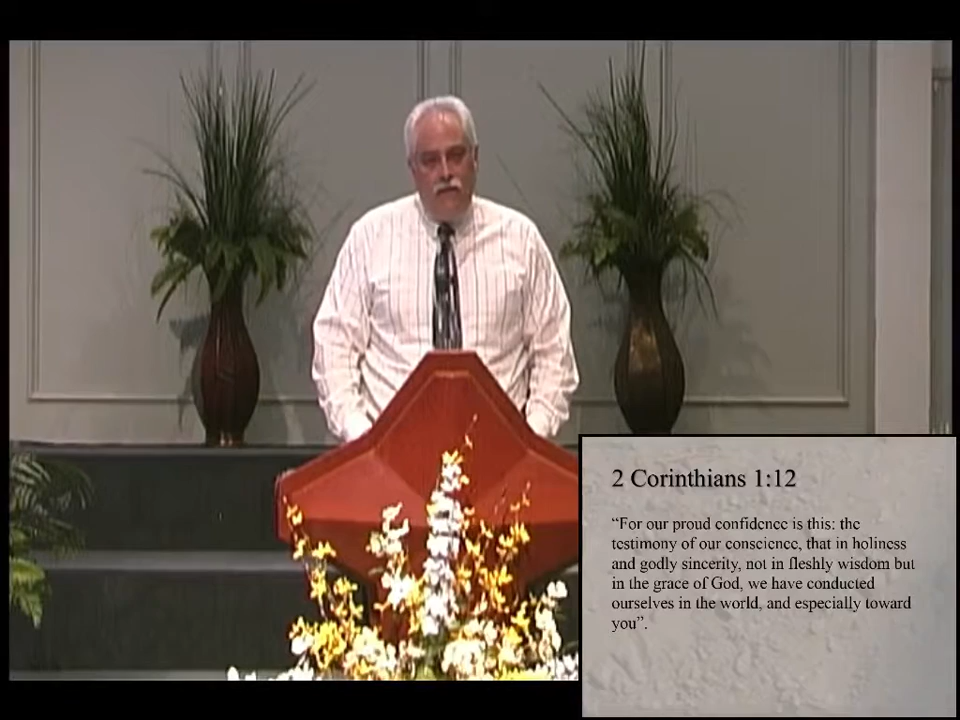 2 Corinthians 1:12
“For our proud confidence is this: the
testimony of our conscience, that in holiness
and godly sincerity, not in fleshly wisdom but
in the grace of God, we have conducted
ourselves in the world, and especially toward
you”.